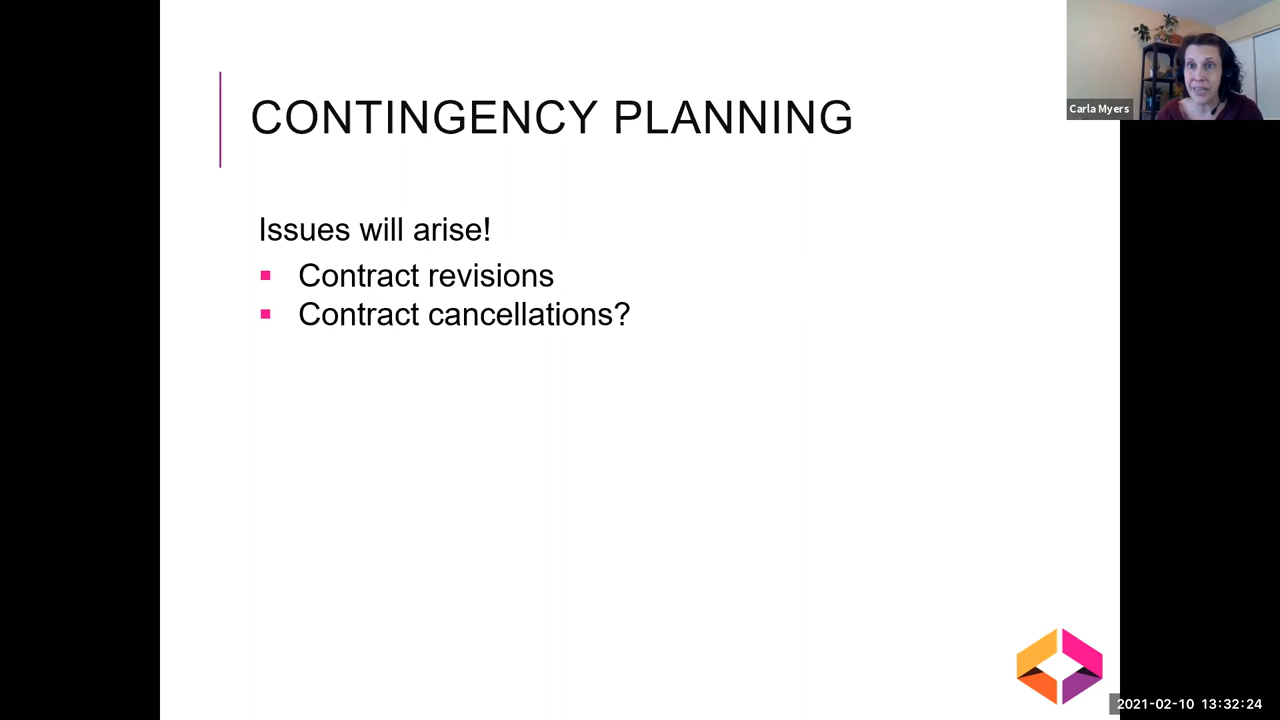 CONTINGENCY PLANNING
Issues will arise!
Contract revisions
Contract cancellations?
Carla Myers
2021-02-10 13:32:24